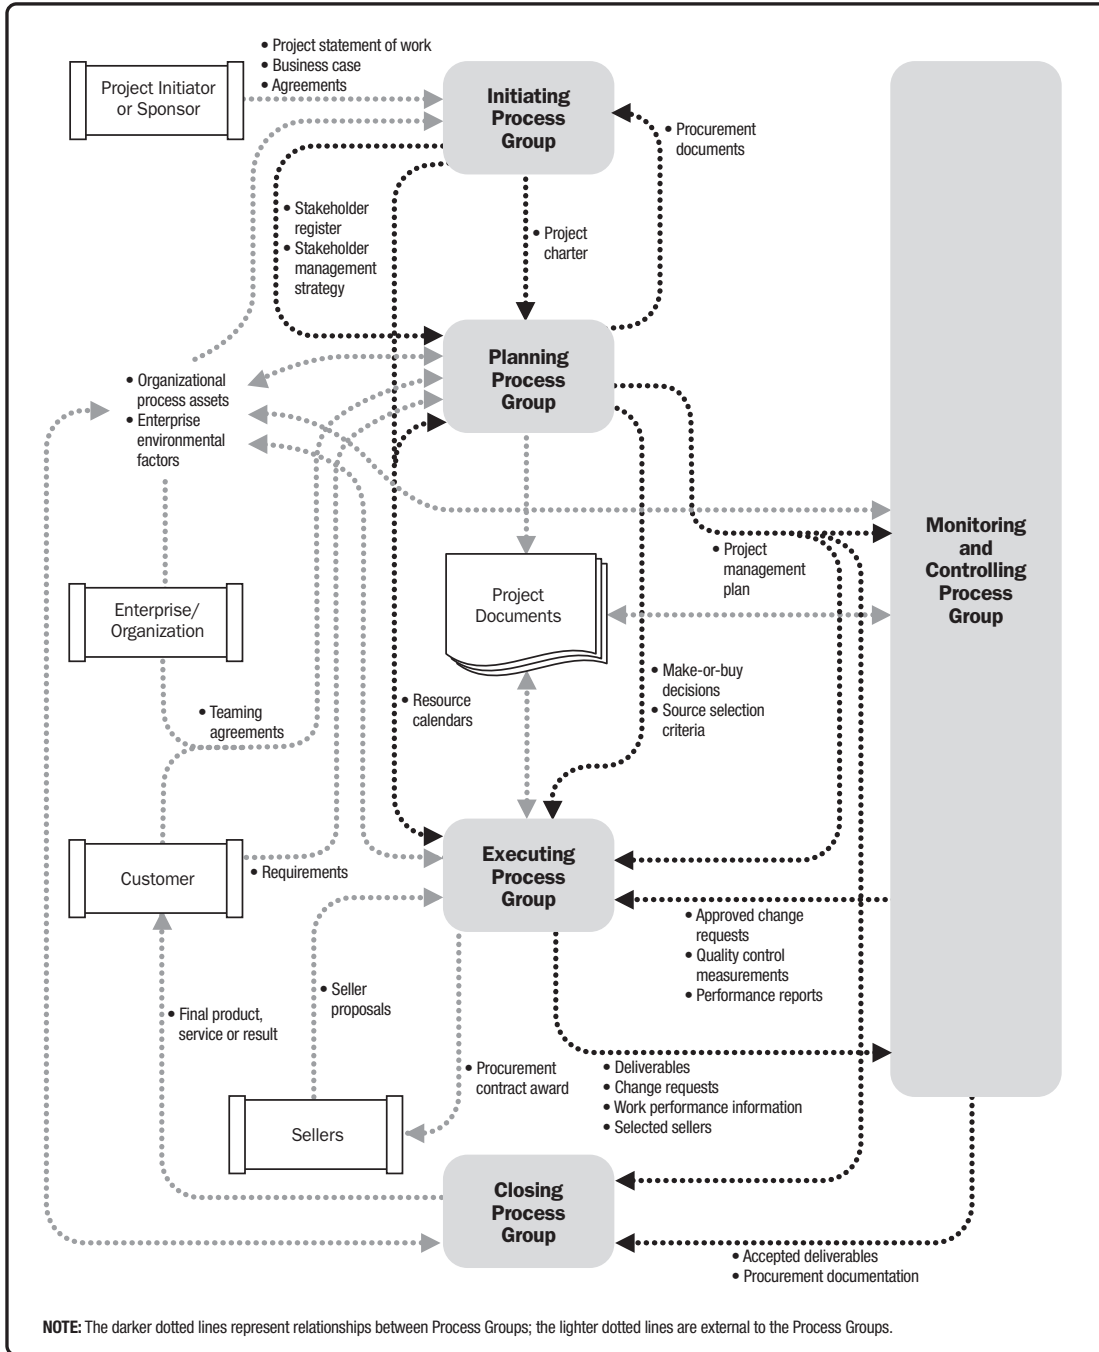 • Project statement of work
• Business case
• Agreements
Project Initiator
or Sponsor
Initiating
Process
Group
• Procurement
documents
• Stakeholder
register
• Stakeholder
management
strategy
• Project
charter
Planning
Process
Group
• Organizational
process assets
• Enterprise
environmental
factors
Monitoring
and
Controlling
Process
Group
• Project
management
plan
Project
Documents
Enterprise/
Organization
• Make-or-buy
decisions
• Source selection
criteria
• Resource
calendars
• Teaming
agreements
Executing
Process
Group
Customer
• Requirements
• Approved change
requests
• Quality control
measurements
• Performance reports
• Seller
proposals
• Final product,
service or result
• Procurement
contract award
• Deliverables
• Change requests
• Work performance information
• Selected sellers
Sellers
Closing
Process
Group
• Accepted deliverables
• Procurement documentation
NOTE: The darker dotted lines represent relationships between Process Groups; the lighter dotted lines are external to the Process Groups.